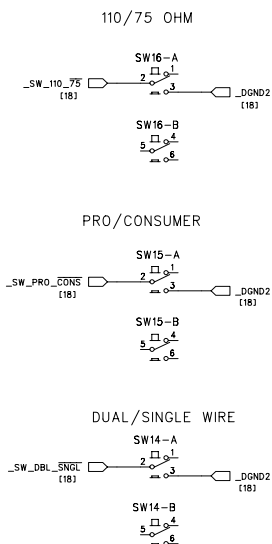 110/75 OHM
SW16-A
1
2
_SW_110_75
3
_DGND2
[18]
[18]
SW16-B
4
5
6
PRO/CONSUMER
SW15-A
1
2
_SW_PRO_CONS
3
_DGND2
[18]
[18]
SW15-B
4
5
6
DUAL/SINGLE WIRE
SW14-A
1
2
_SW_DBL_SNGL
3
_DGND2
[18]
[18]
SW14-B
4
5
6